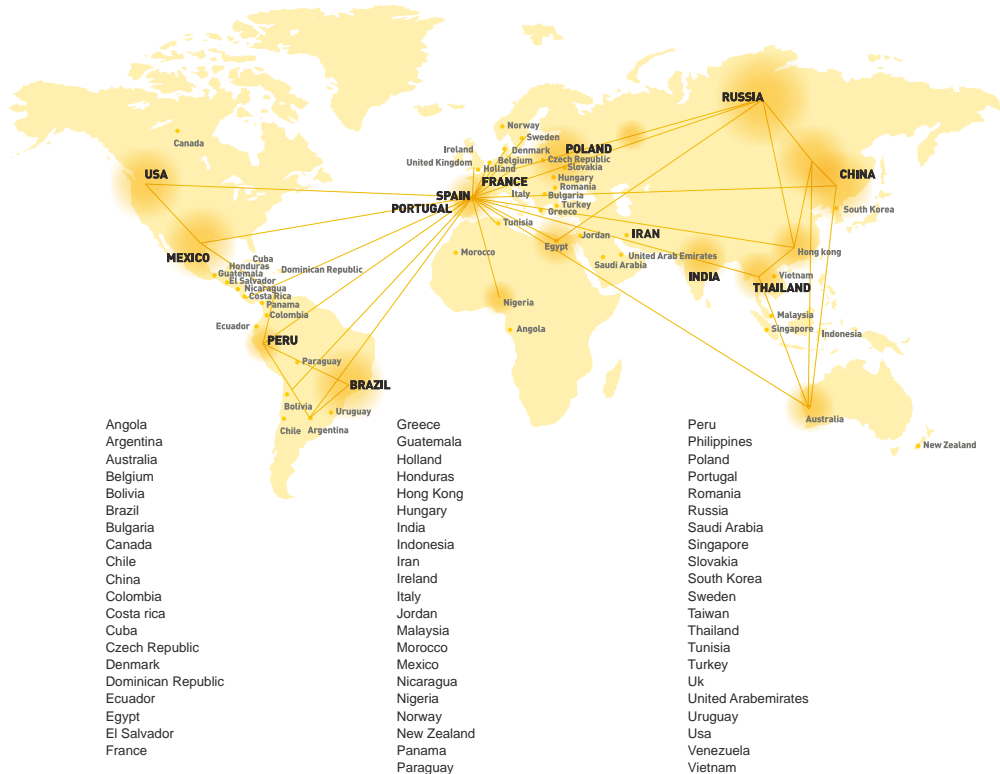 RUSSIA
Norway
Sweden
Canada
Ireland
Denmark
POLAND
United Kingdom
Belgium
Czech Republic
Holland
Slovakia
USA
FRANCE
Hungary
CHINA
Romania
SPAIN
Italy
Bulgaria
PORTUGAL
Turkey
Greece
South Korea
Tunisia
Jordan
IRAN
Egypt
Morocco
Hong kong
MEXICO
Cuba
United Arab Emirates
Honduras
Dominican Republic
Saudi Arabia
Guatemala
INDIA
Vietnam
El Salvador
Nicaragua
THAILAND
Costa Rica
Panama
Nigeria
Colombia
Malaysia
Ecuador
Angola
Singapore
Indonesia
PERU
Paraguay
BRAZIL
Bolivia
Uruguay
Australia
Chile
Argentina
New Zealand
Angola
Argentina
Australia
Belgium
Bolivia
Brazil
Bulgaria
Canada
Chile
China
Colombia
Costa rica
Cuba
Czech Republic
Denmark
Dominican Republic
Ecuador
Egypt
El Salvador
France
Greece
Guatemala
Holland
Honduras
Hong Kong
Hungary
India
Indonesia
Iran
Ireland
Italy
Jordan
Malaysia
Morocco
Mexico
Nicaragua
Nigeria
Norway
New Zealand
Panama
Paraguay
Peru
Philippines
Poland
Portugal
Romania
Russia
Saudi Arabia
Singapore
Slovakia
South Korea
Sweden
Taiwan
Thailand
Tunisia
Turkey
Uk
United Arabemirates
Uruguay
Usa
Venezuela
Vietnam